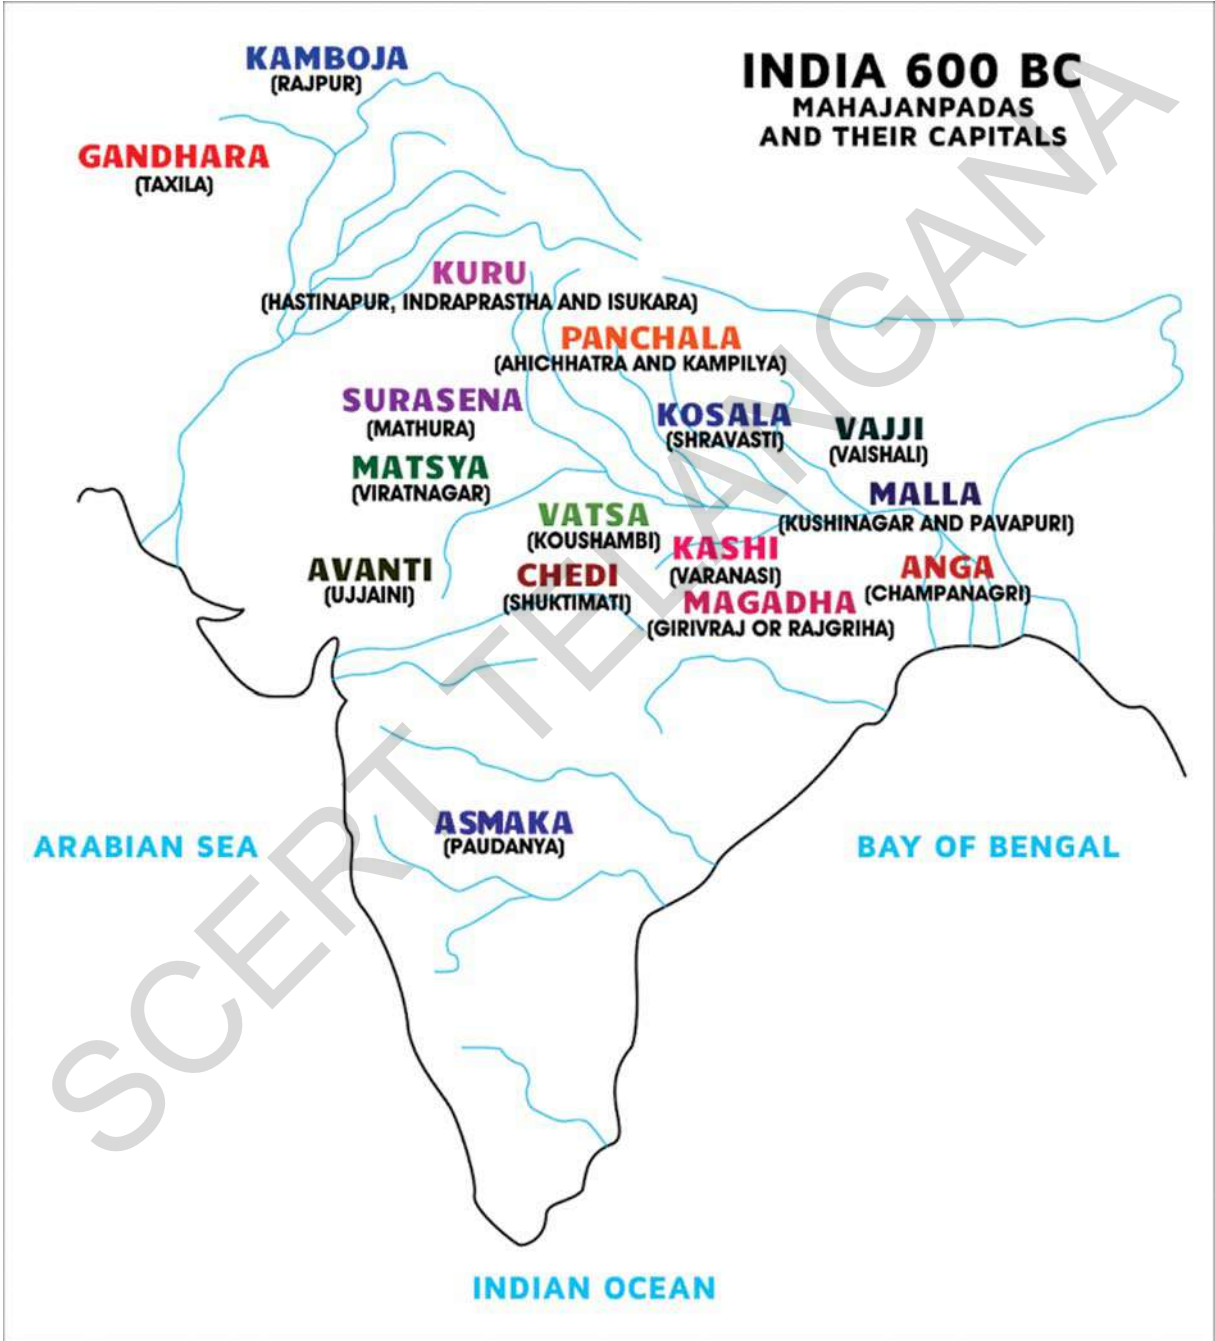 INDIA 600 BC
MAHAJANPADAS
AND THEIR CAPITALS
KAMBOJA
(RAJPUR)
GANDHARA
(TAXILA)
KURU
(HASTINAPUR, INDRAPRASTHA AND ISUKARA)
PANCHALA
(AHICHHATRA AND KAMPILYA)
SURASENA
(MATHURA)
KOSALA
(SHRAVASTI)
VAJJI
(VAISHALI)
MATSYA
(VIRATNAGAR)
MALLA
(KUSHINAGAR AND PAVAPURI)
VATSA
(KOUSHAMBI)
KASHI
(VARANASI)
AVANTI
(UJJAINI)
CHEDI
(SHUKTIMATI)
ANGA
(CHAMPANAGRI)
MAGADHA
(GIRIVRAJ OR RAJGRIHA)
ASMAKA
(PAUDANYA)
ARABIAN SEA
BAY OF BENGAL
INDIAN OCEAN
SCERT TELANGANA